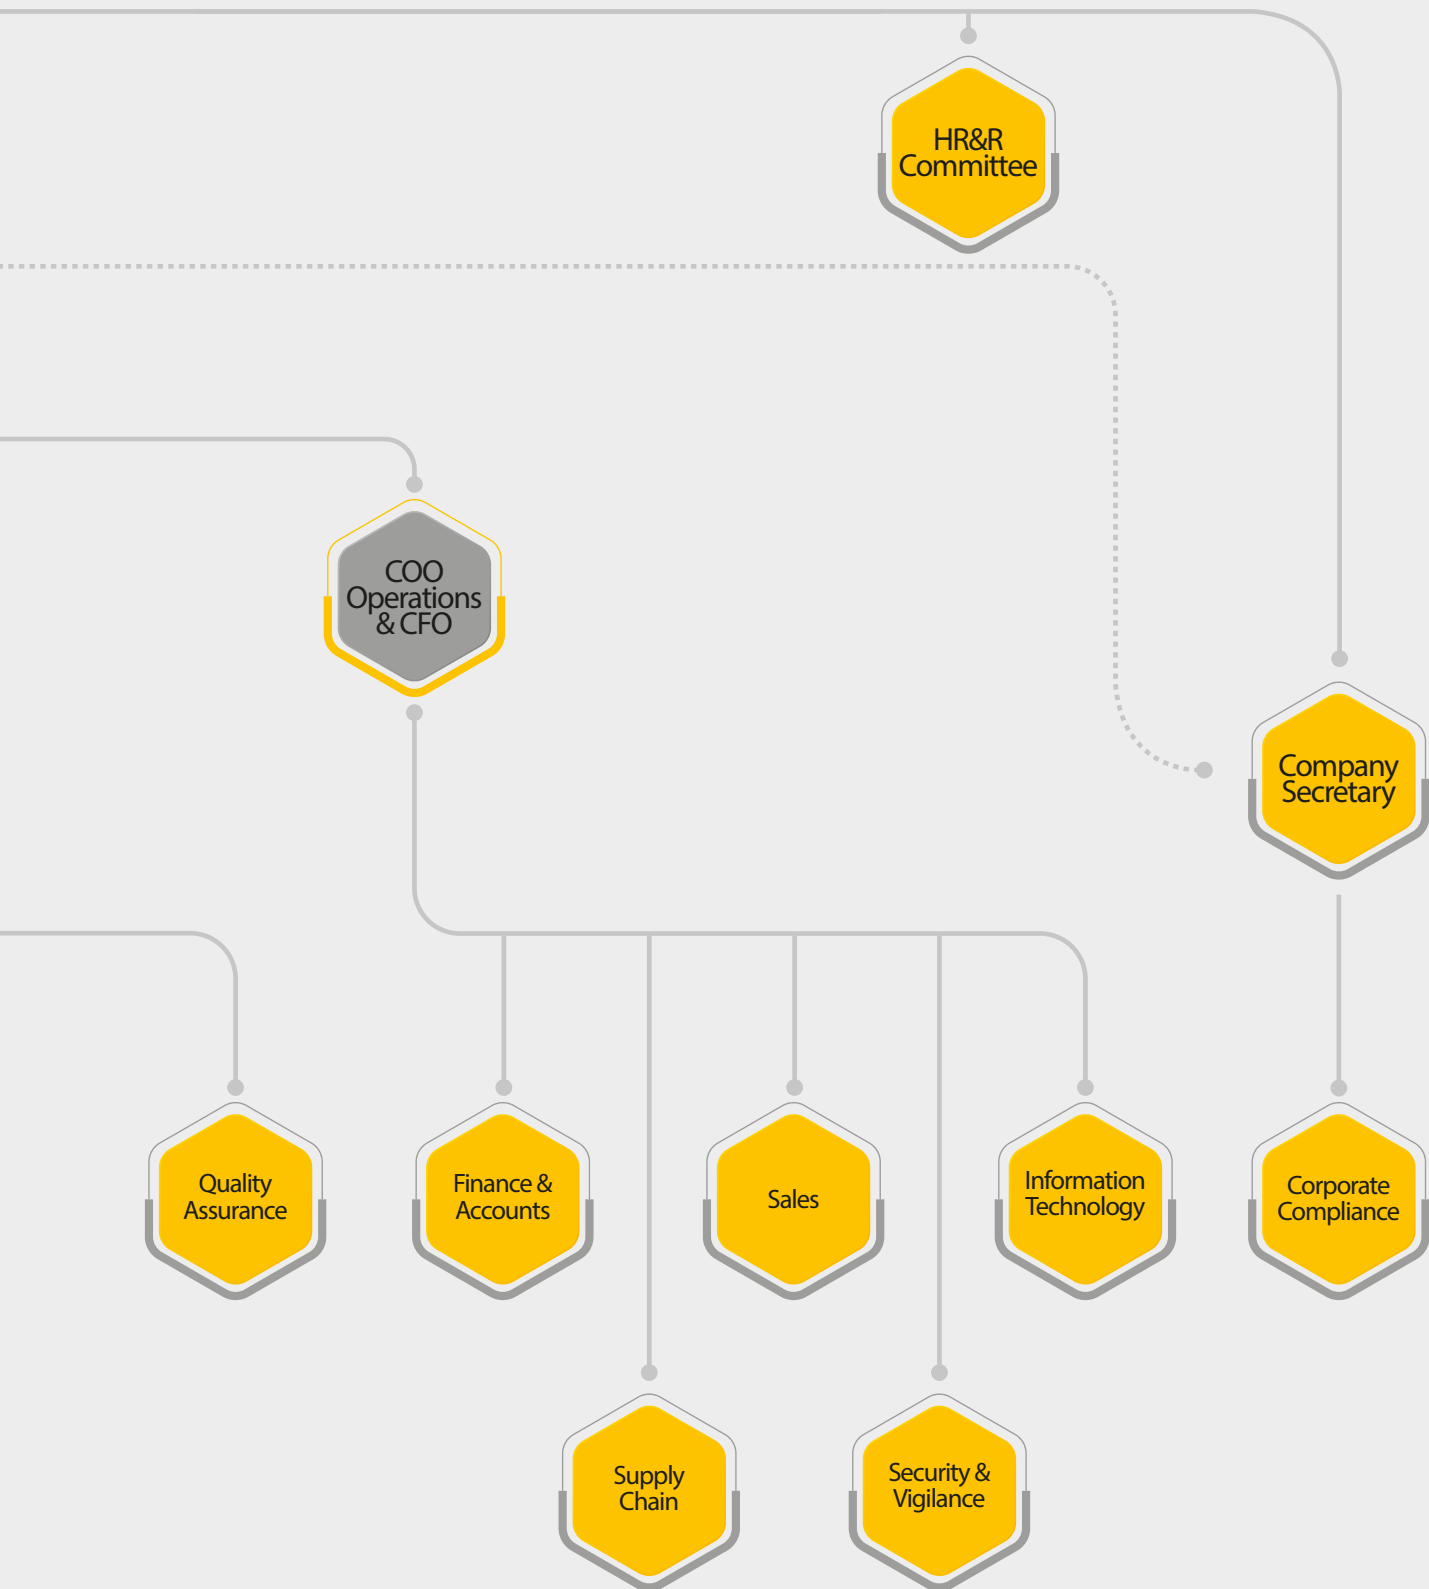 HR&R
Committee
COO
Operations
& CFO
Company
Secretary
Quality
Assurance
Finance &
Accounts
Sales
Information
Technology
Corporate
Compliance
Supply
Chain
Security &
Vigilance